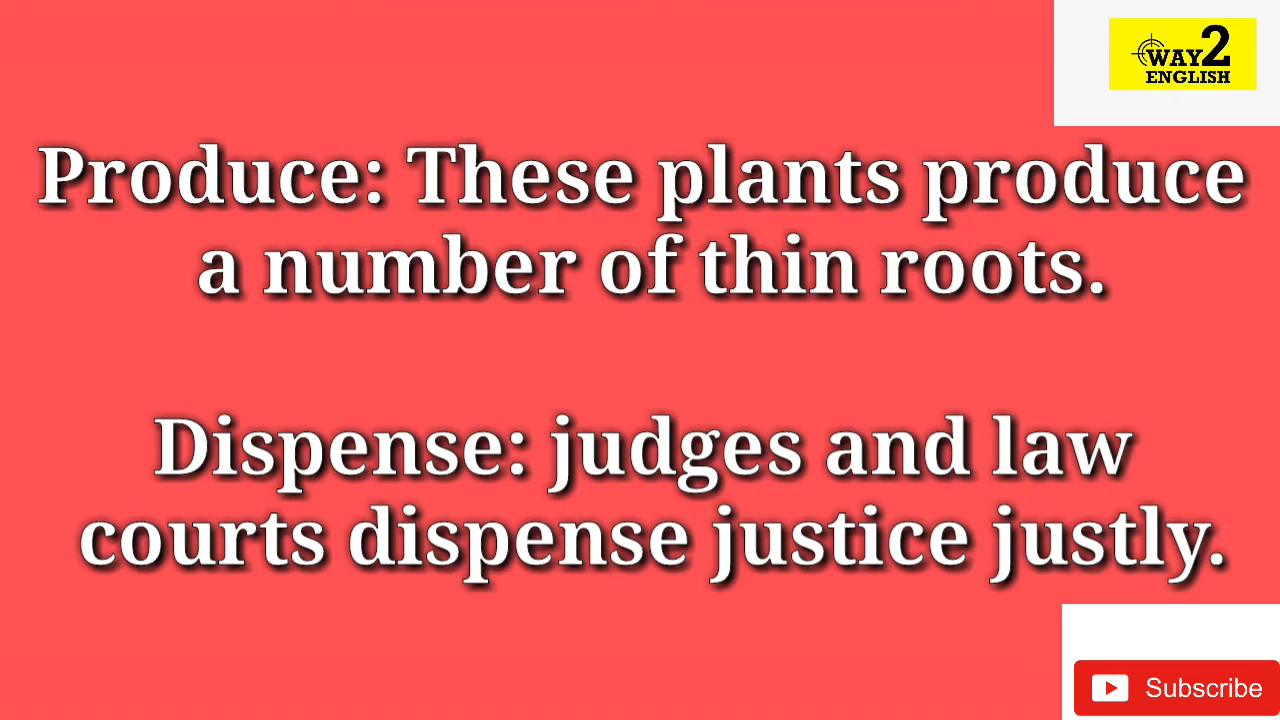 WAY2
ENGLISH
Produce: These plants produce
a number of thin roots.
Dispense: judges and law
courts dispense justice justly.
Subscribe